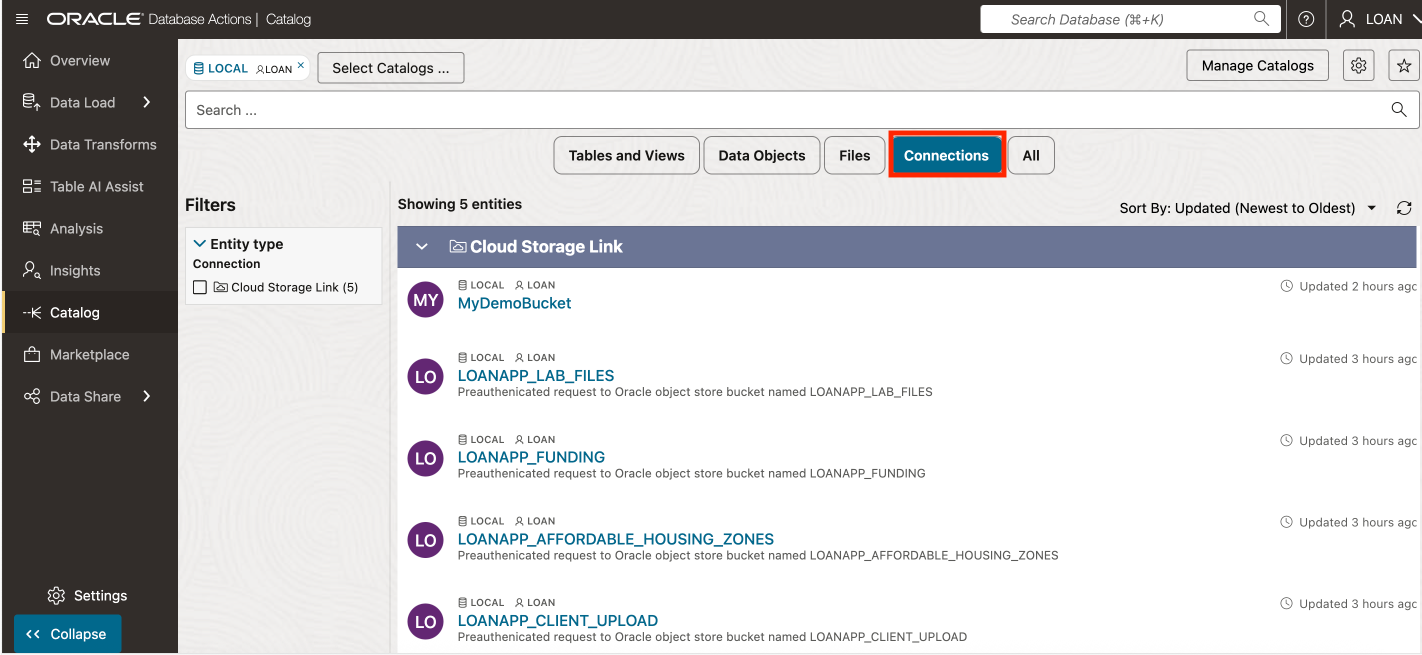 ORACLE Database Actions | Catalog
Search Database (⌘+K)
LOAN
Overview
Data Load
Data Transforms
Table AI Assist
Analysis
Insights
Catalog
Marketplace
Data Share
Settings
Collapse
LOCAL LOAN ×
Select Catalogs ...
Manage Catalogs
Search ...
Tables and Views
Data Objects
Files
Connections
All
Filters
Entity type
Connection
Cloud Storage Link (5)
Showing 5 entities
Sort By: Updated (Newest to Oldest)
Cloud Storage Link
MY
LOCAL LOAN
MyDemoBucket
Updated 2 hours ago
LO
LOCAL LOAN
LOANAPP_LAB_FILES
Preauthenicated request to Oracle object store bucket named LOANAPP_LAB_FILES
Updated 3 hours ago
LO
LOCAL LOAN
LOANAPP_FUNDING
Preauthenicated request to Oracle object store bucket named LOANAPP_FUNDING
Updated 3 hours ago
LO
LOCAL LOAN
LOANAPP_AFFORDABLE_HOUSING_ZONES
Preauthenicated request to Oracle object store bucket named LOANAPP_AFFORDABLE_HOUSING_ZONES
Updated 3 hours ago
LO
LOCAL LOAN
LOANAPP_CLIENT_UPLOAD
Preauthenicated request to Oracle object store bucket named LOANAPP_CLIENT_UPLOAD
Updated 3 hours ago